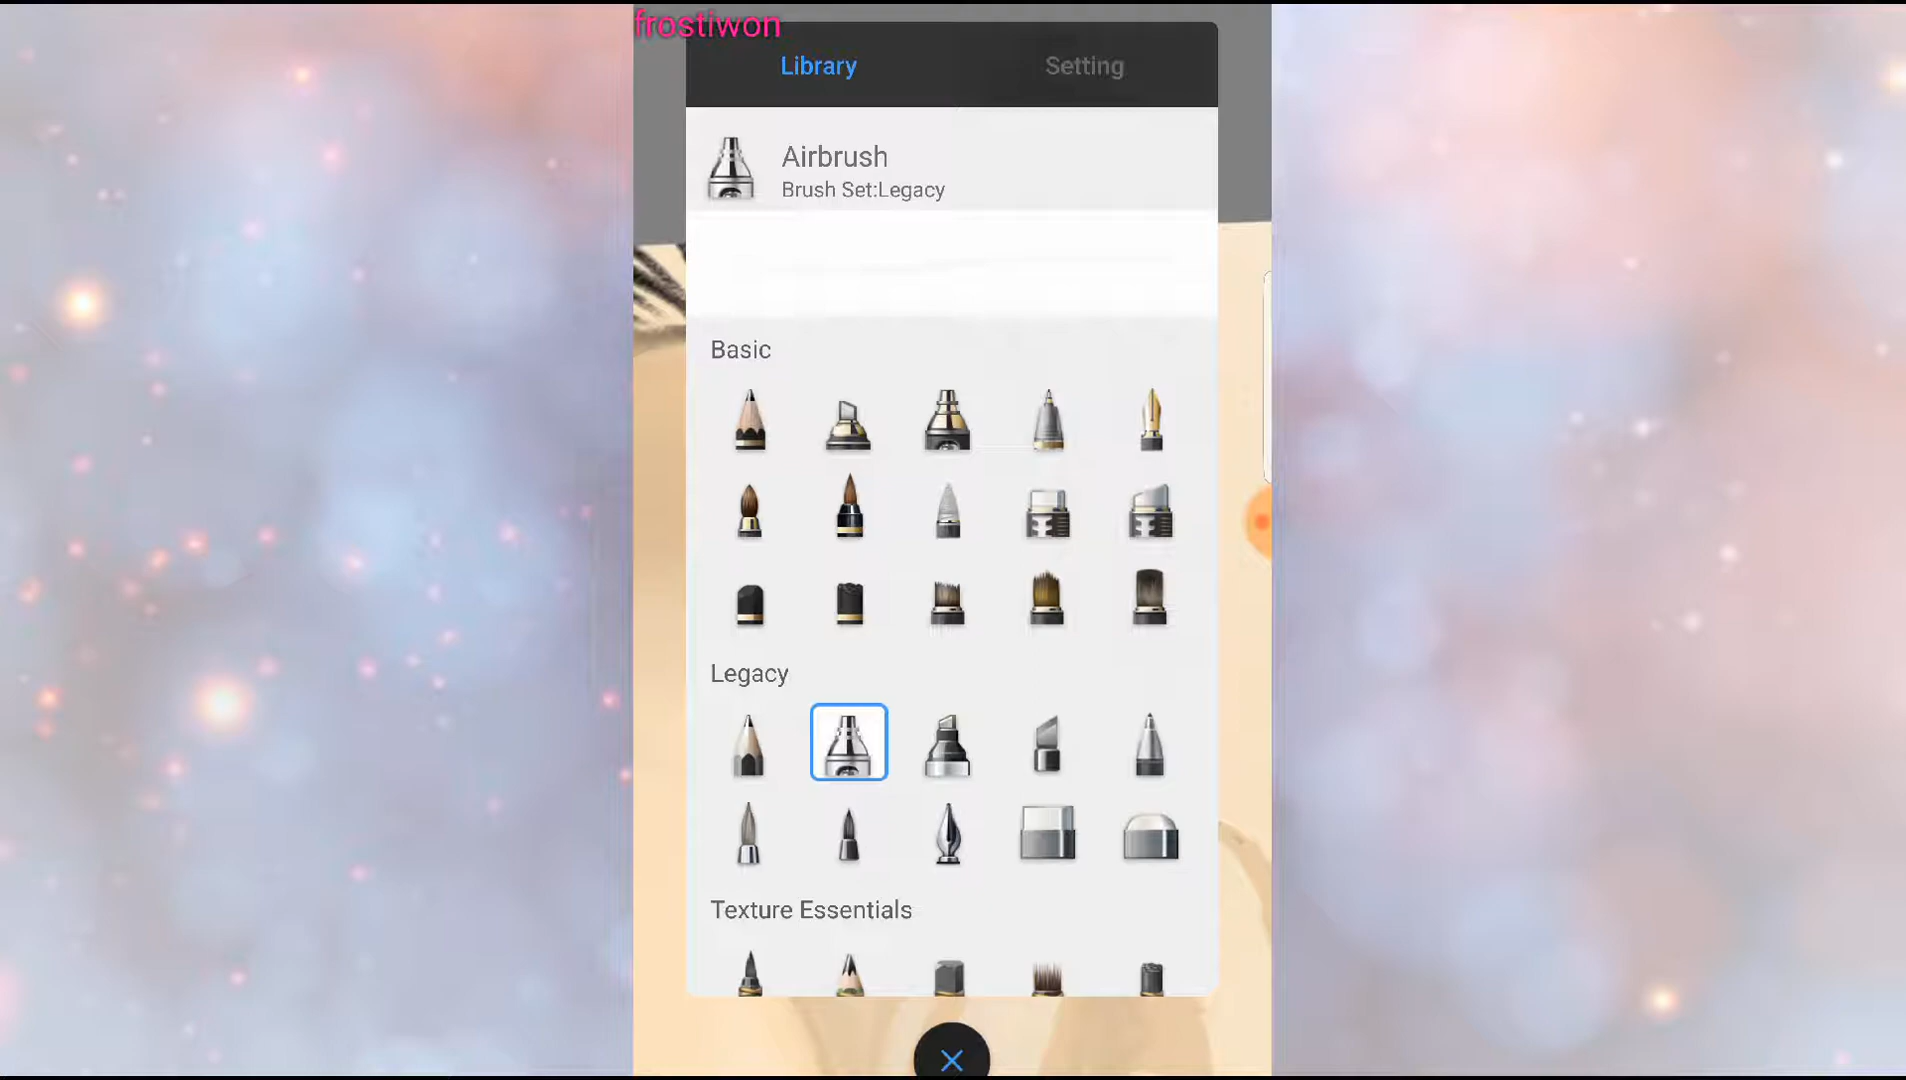 frostiwon
Library
Setting
Airbrush
Brush Set:Legacy
Basic
Legacy
Texture Essentials